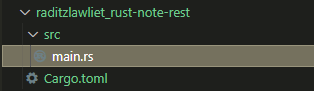 raditzlawliet_rust-note-rest
src
main.rs
Cargo.toml